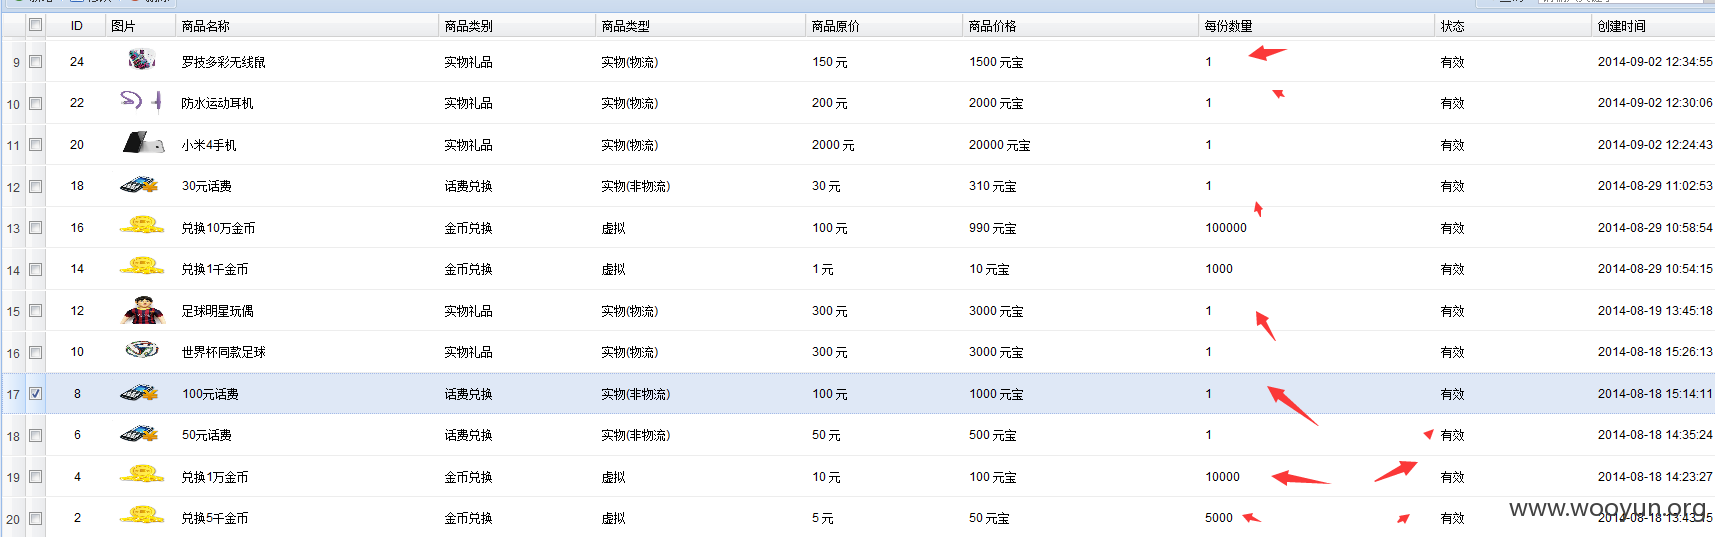 ID 图片 商品名称 商品类别 商品类型 商品原价 商品价格 每份数量 状态 创建时间
9 24 罗技多彩无线鼠 实物礼品 实物(物流) 150 元 1500 元宝 1 有效 2014-09-02 12:34:55
10 22 防水运动耳机 实物礼品 实物(物流) 200 元 2000 元宝 1 有效 2014-09-02 12:30:06
11 20 小米4手机 实物礼品 实物(物流) 2000 元 20000 元宝 1 有效 2014-09-02 12:24:43
12 18 30元话费 话费兑换 实物(非物流) 30 元 310 元宝 1 有效 2014-08-29 11:02:53
13 16 兑换10万金币 金币兑换 虚拟 100 元 990 元宝 100000 有效 2014-08-29 10:58:54
14 14 兑换1千金币 金币兑换 虚拟 1 元 10 元宝 1000 有效 2014-08-29 10:54:15
15 12 足球明星玩偶 实物礼品 实物(物流) 300 元 3000 元宝 1 有效 2014-08-19 13:45:18
16 10 世界杯同款足球 实物礼品 实物(物流) 300 元 3000 元宝 1 有效 2014-08-18 15:26:13
17 8 100元话费 话费兑换 实物(非物流) 100 元 1000 元宝 1 有效 2014-08-18 15:14:11
18 6 50元话费 话费兑换 实物(非物流) 50 元 500 元宝 1 有效 2014-08-18 14:35:24
19 4 兑换1万金币 金币兑换 虚拟 10 元 100 元宝 10000 有效 2014-08-18 14:23:27
20 2 兑换5千金币 金币兑换 虚拟 5 元 50 元宝 5000 有效 2014-08-18 13:43:15
www.wooyun.org